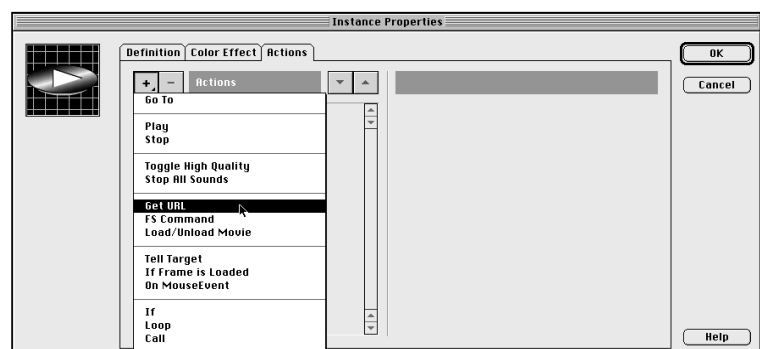 Instance Properties
Definition Color Effect Actions
OK
+ - Actions
Cancel
Go To
Play
Stop
Toggle High Quality
Stop All Sounds
Get URL
FS Command
Load/Unload Movie
Tell Target
If Frame is Loaded
On MouseEvent
If
Loop
Call
Help